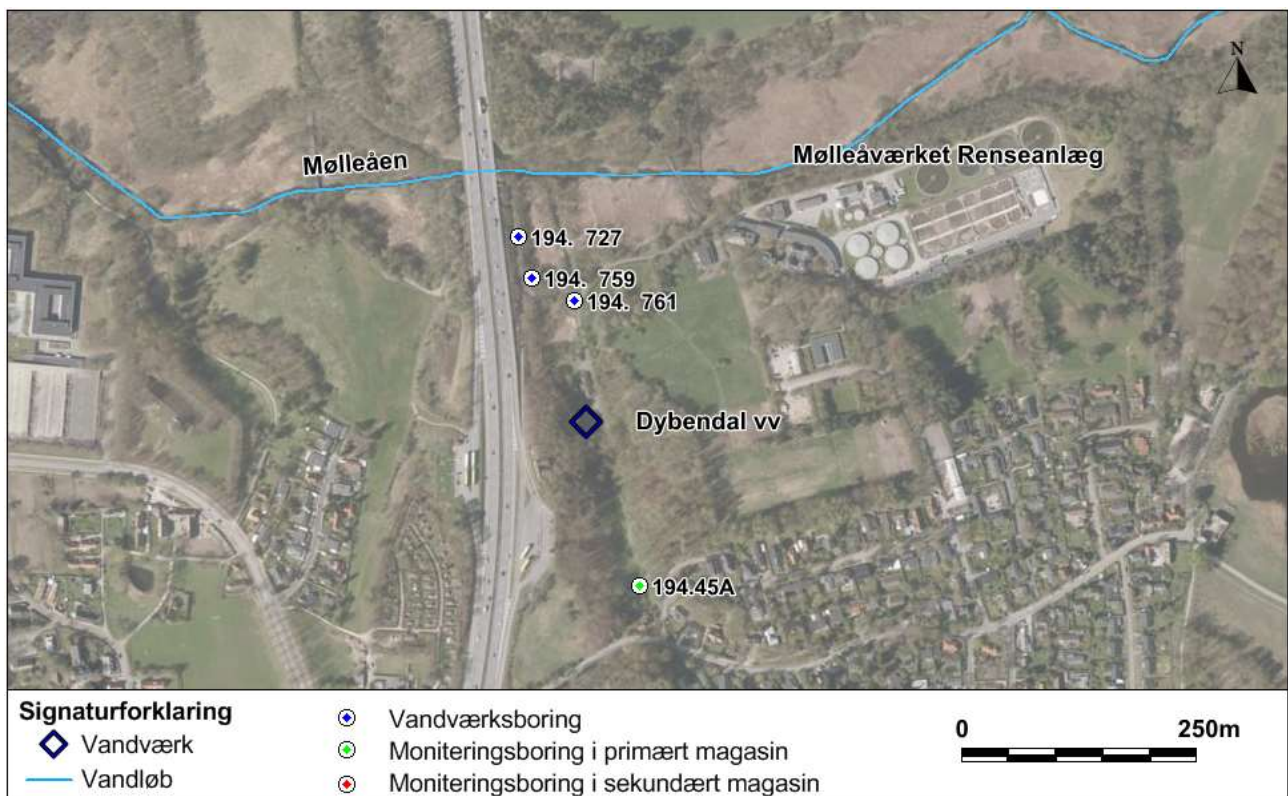 N
Mølleåen
Mølleåværket Renseanlæg
194. 727
194. 759
194. 761
Dybendal vv
194.45A
Signaturforklaring
Vandværk
Vandløb
Vandværksboring
Moniteringsboring i primært magasin
Moniteringsboring i sekundært magasin
0 250m